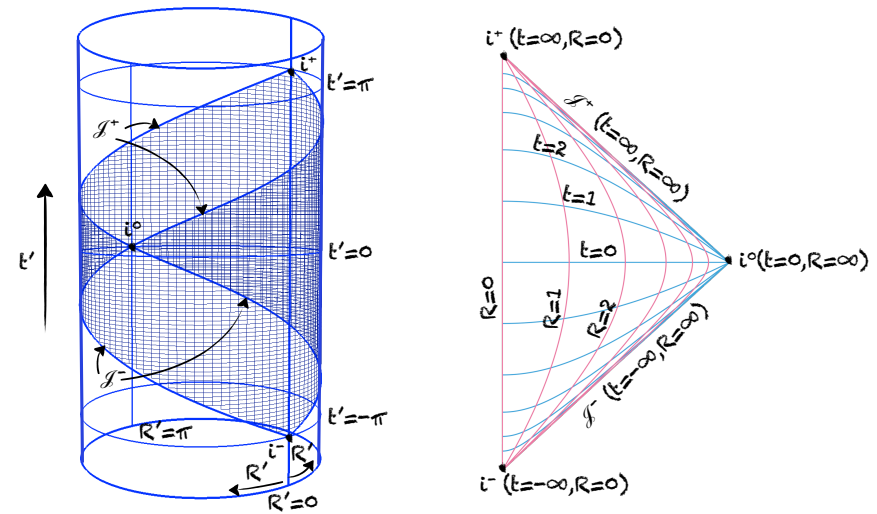 i⁺
t'=π
𝒥⁺
i⁰
t'
t'=0
𝒥⁻
t'=-π
R'=π
i⁻
R'
R'
R'=0
i⁺ (t=∞,R=0)
𝒥⁺ (t=∞,R=∞)
t=2
t=1
t=0
i⁰(t=0,R=∞)
R=0
R=1
R=2
𝒥⁻ (t=-∞,R=∞)
i⁻ (t=-∞,R=0)